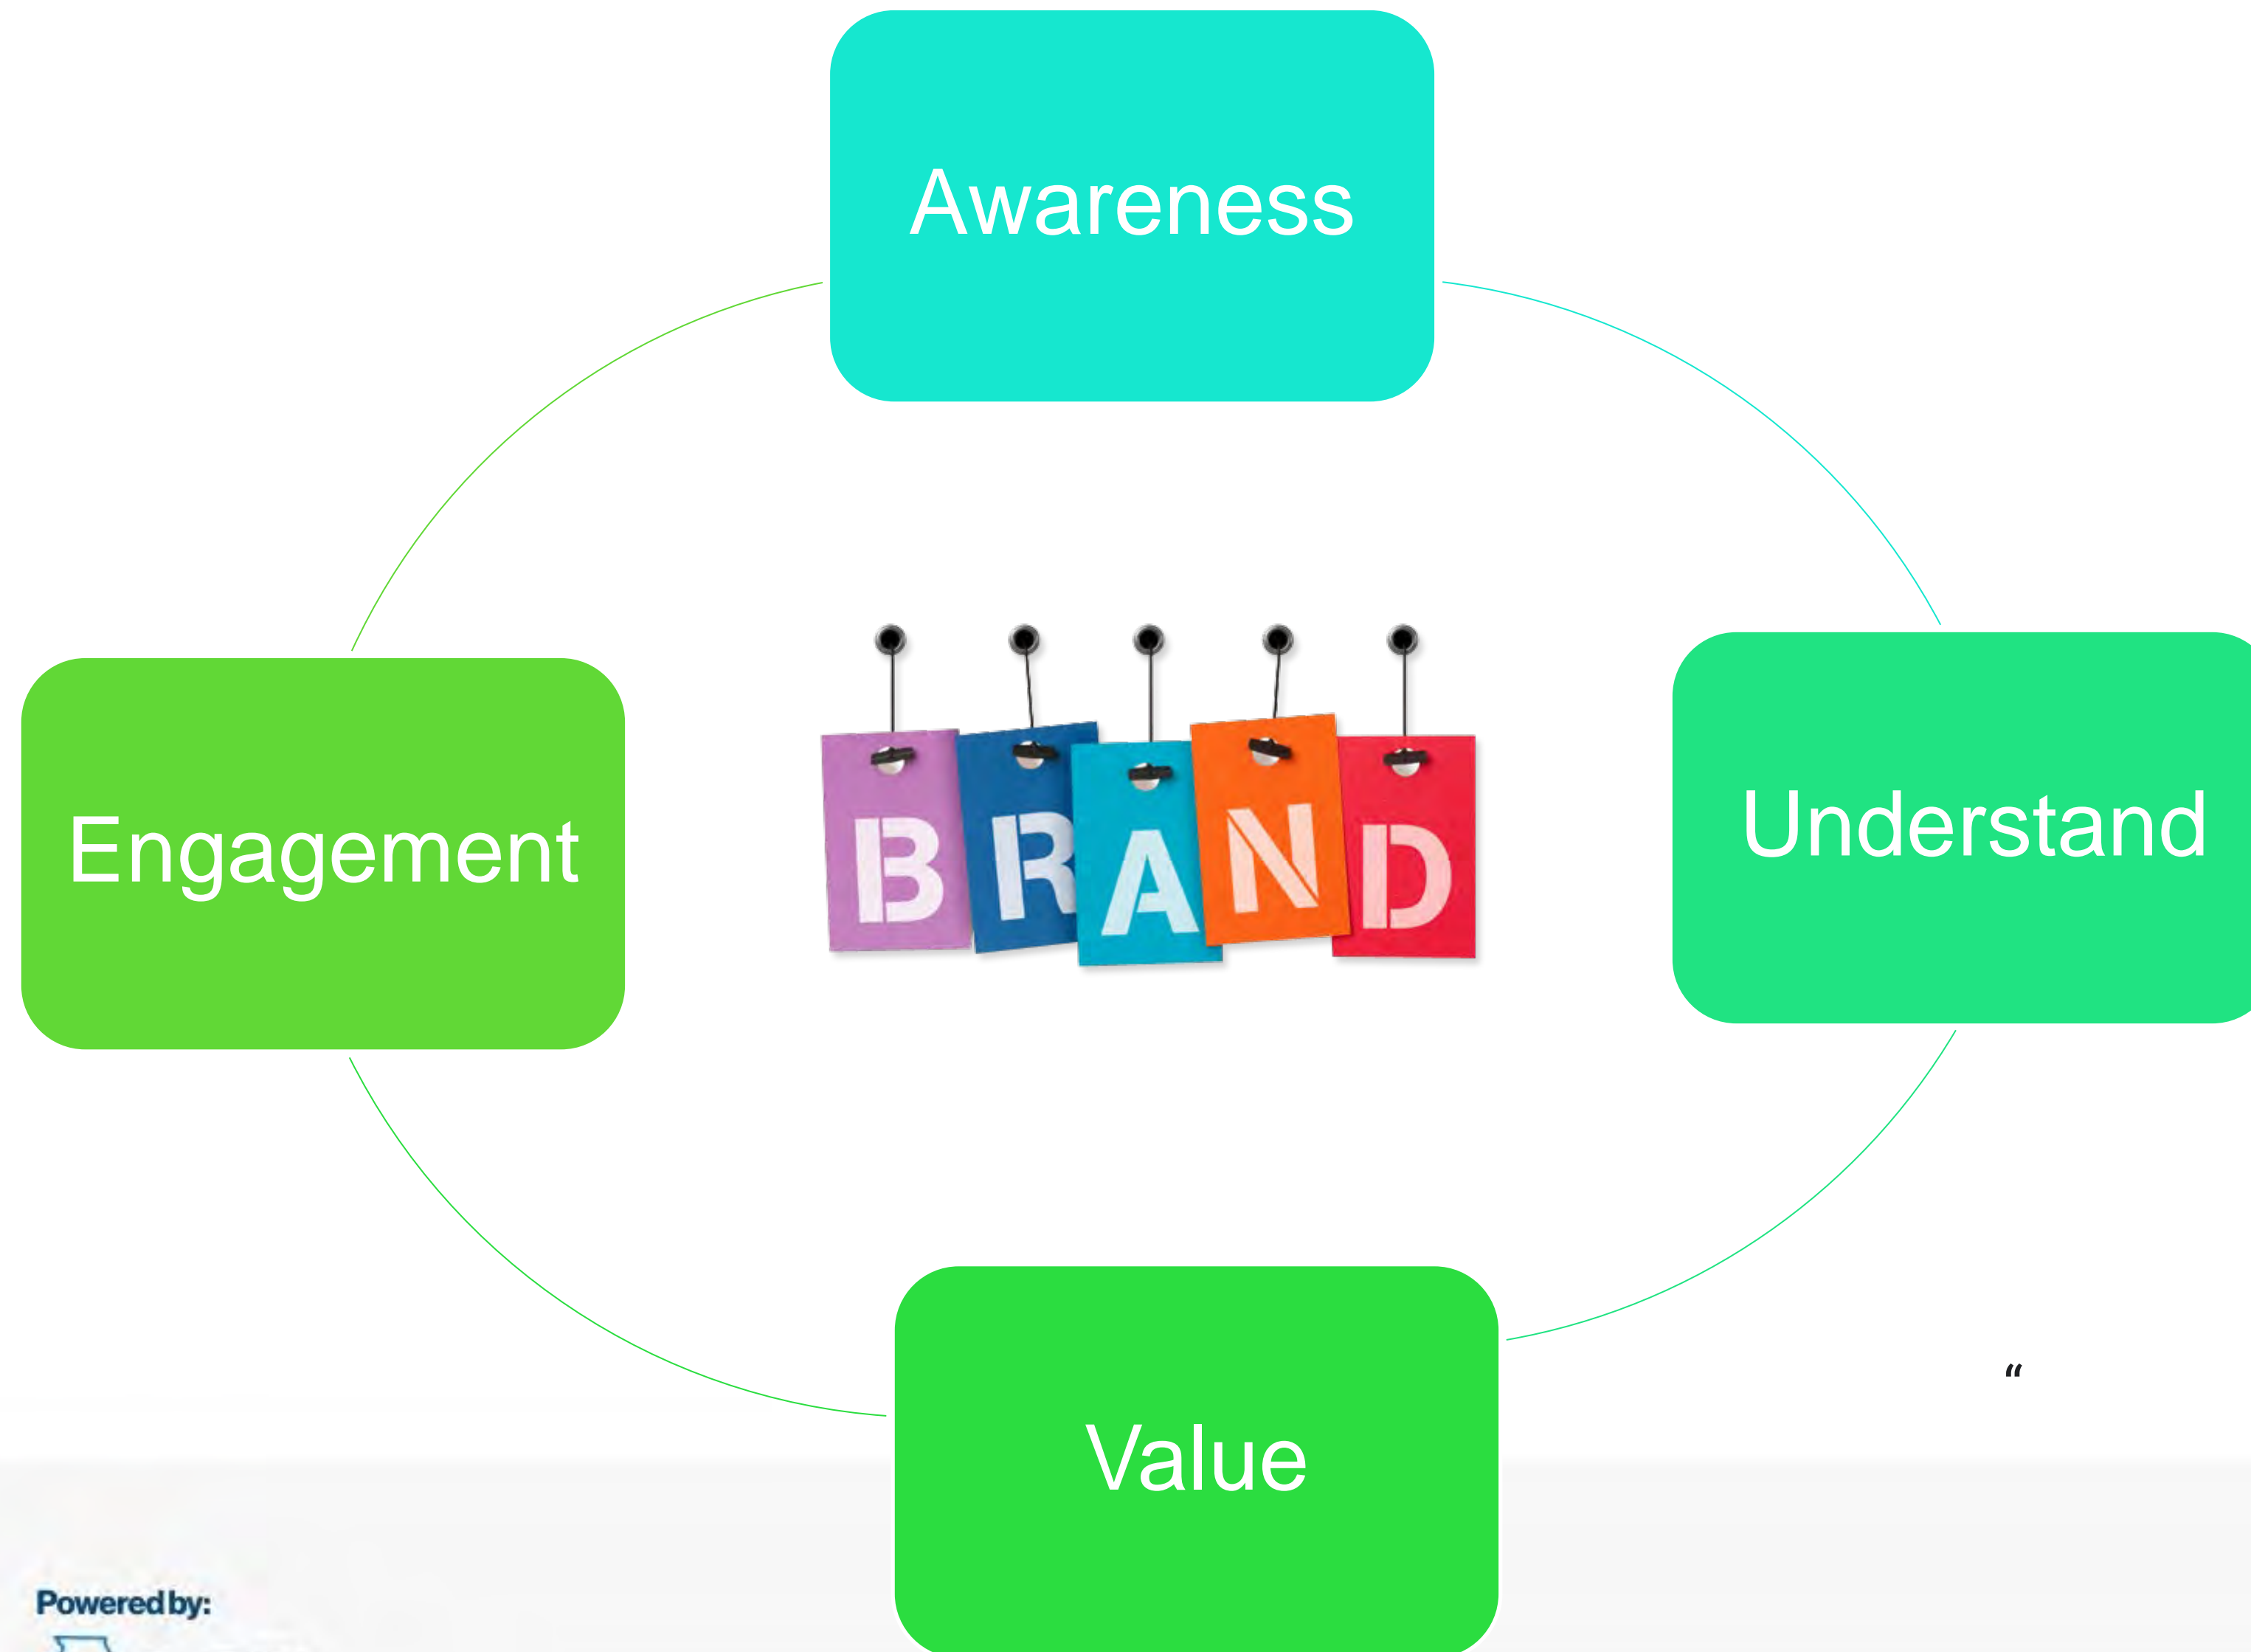 Awareness
Understand
BRAND
Engagement
“
Value
Powered by: